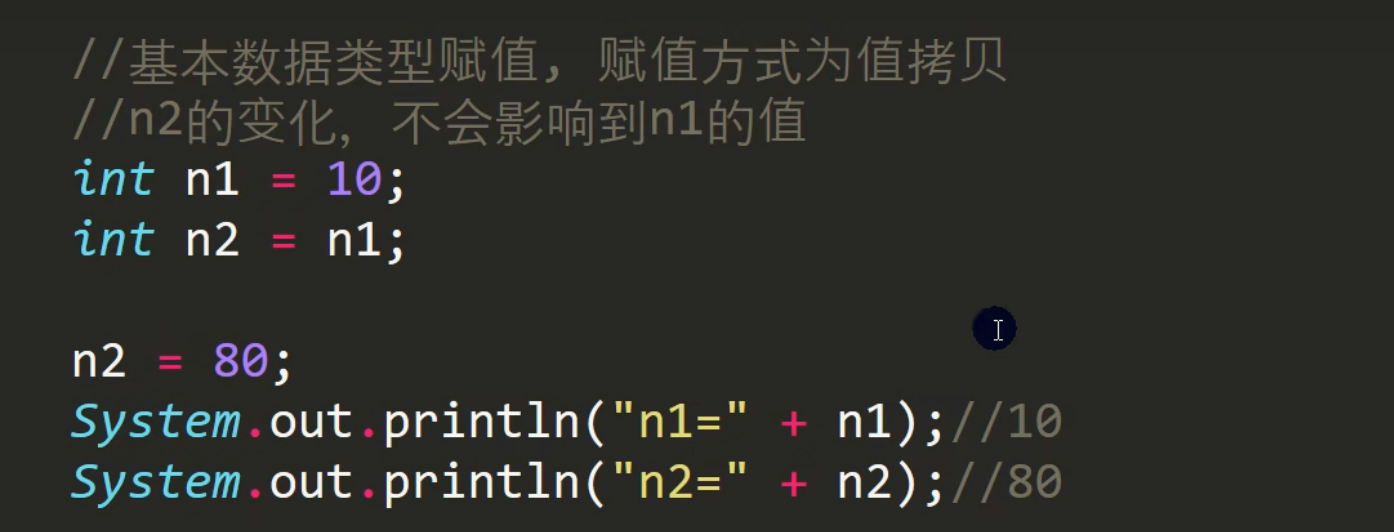 //基本数据类型赋值，赋值方式为值拷贝
//n2的变化，不会影响到n1的值
int n1 = 10;
int n2 = n1;
n2 = 80;
System.out.println("n1=" + n1);//10
System.out.println("n2=" + n2);//80